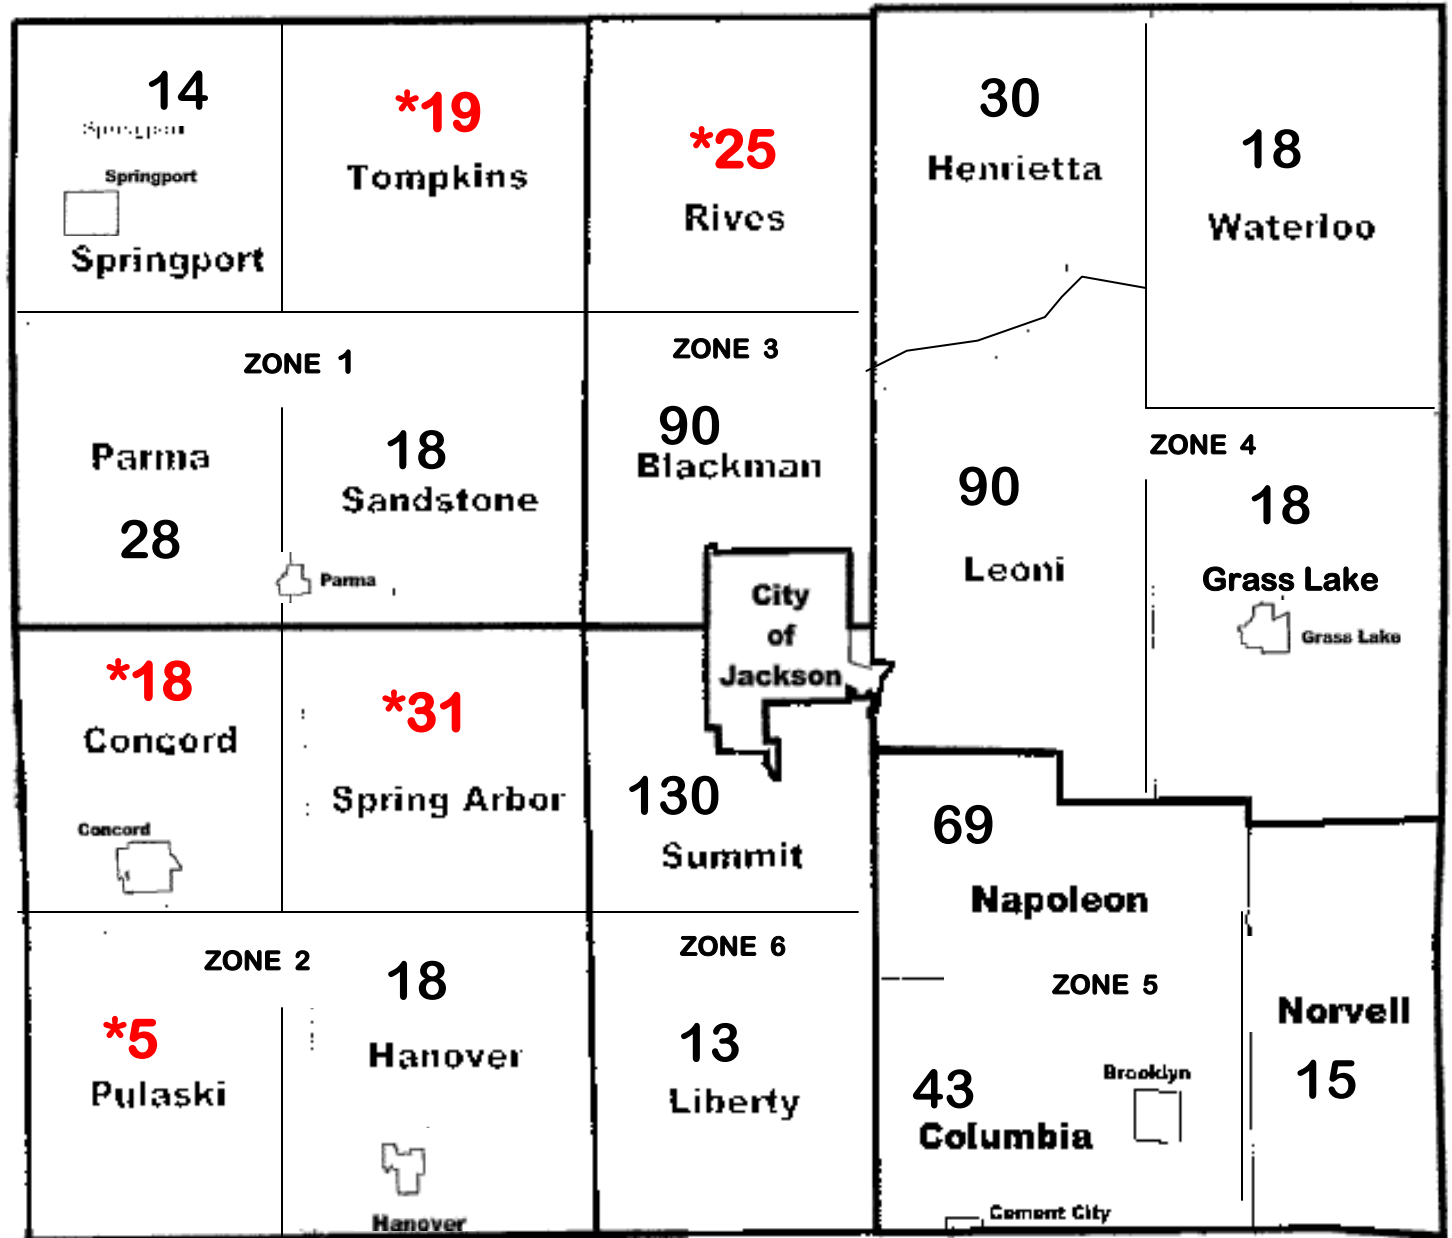 14
Springport
Springport
Springport
*19
Tompkins
*25
Rives
30
Henrietta
18
Waterloo
ZONE 1
Parma
28
18
Sandstone
Parma
ZONE 3
90
Blackman
City
of
Jackson
90
Leoni
ZONE 4
18
Grass Lake
Grass Lake
*18
Concord
Concord
*31
Spring Arbor
130
Summit
69
Napoleon
ZONE 2
*5
Pulaski
18
Hanover
Hanover
ZONE 6
13
Liberty
ZONE 5
43
Columbia
Brooklyn
Cement City
Norvell
15